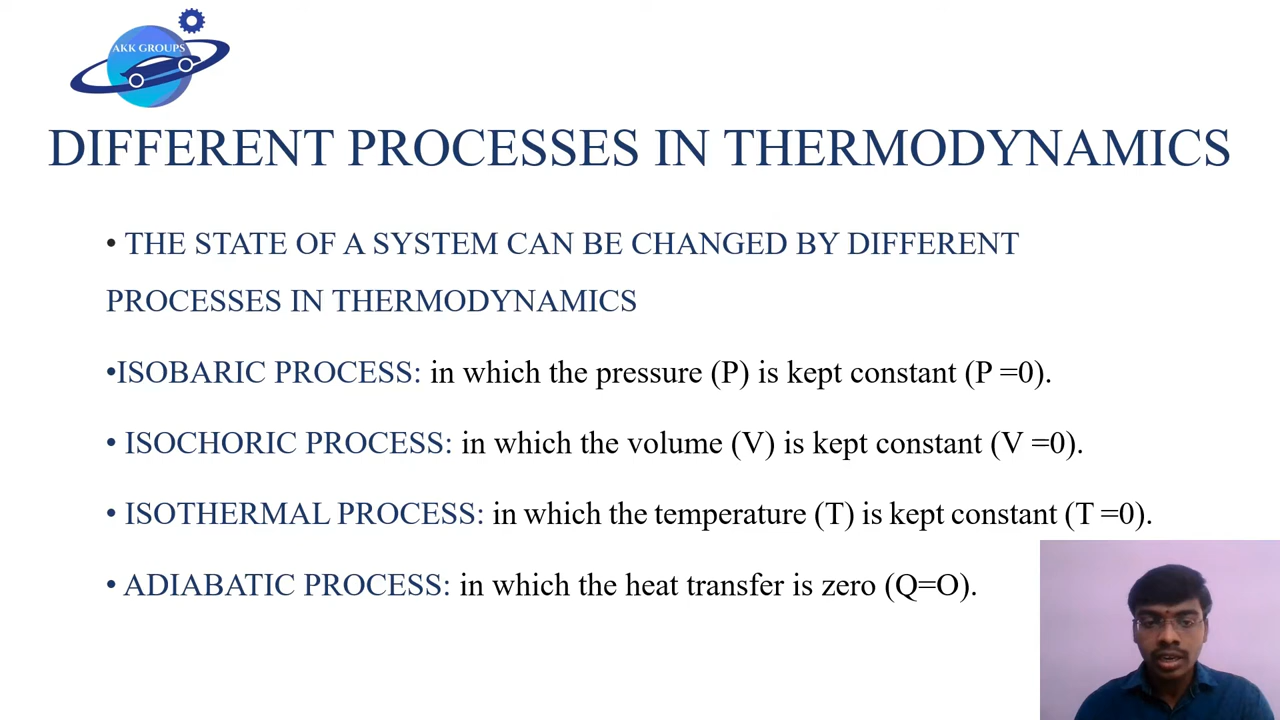 AKK GROUPS
DIFFERENT PROCESSES IN THERMODYNAMICS
• THE STATE OF A SYSTEM CAN BE CHANGED BY DIFFERENT
PROCESSES IN THERMODYNAMICS
•ISOBARIC PROCESS: in which the pressure (P) is kept constant (P =0).
• ISOCHORIC PROCESS: in which the volume (V) is kept constant (V =0).
• ISOTHERMAL PROCESS: in which the temperature (T) is kept constant (T =0).
• ADIABATIC PROCESS: in which the heat transfer is zero (Q=O).